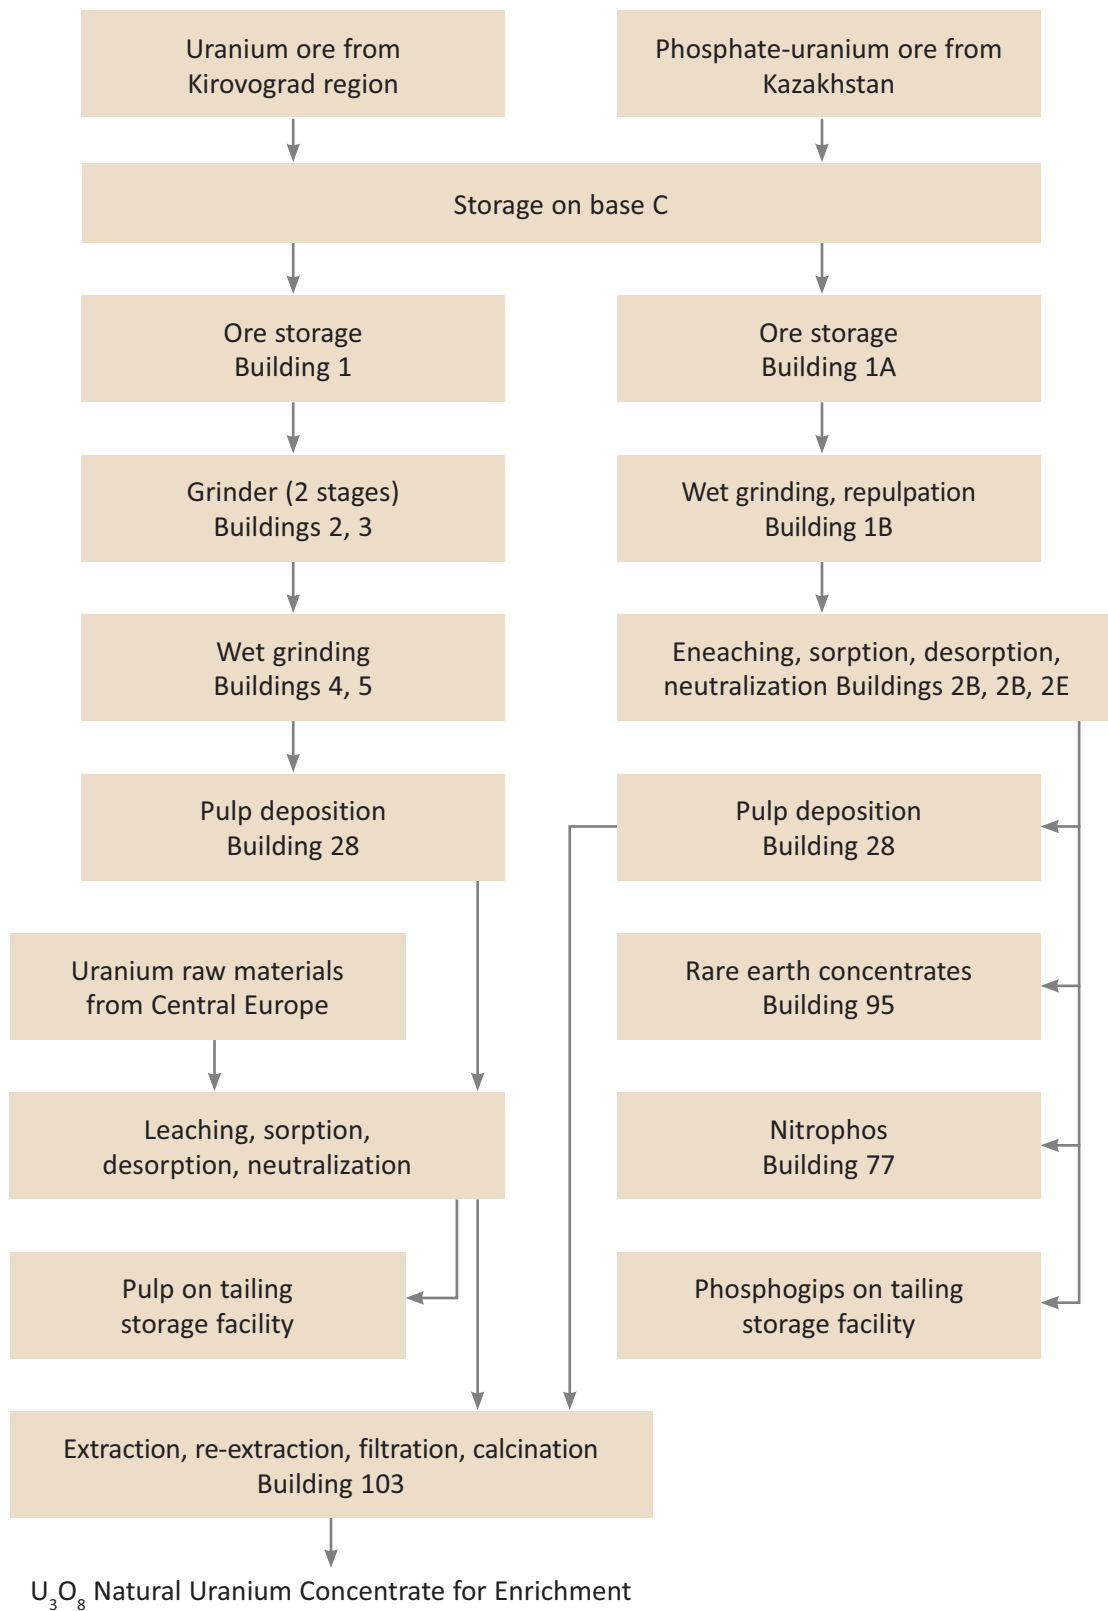 Uranium ore from
Kirovograd region
Phosphate-uranium ore from
Kazakhstan
Storage on base C
Ore storage
Building 1
Ore storage
Building 1A
Grinder (2 stages)
Buildings 2, 3
Wet grinding, repulpation
Building 1B
Wet grinding
Buildings 4, 5
Eneaching, sorption, desorption,
neutralization Buildings 2B, 2B, 2E
Pulp deposition
Building 28
Pulp deposition
Building 28
Uranium raw materials
from Central Europe
Rare earth concentrates
Building 95
Leaching, sorption,
desorption, neutralization
Nitrophos
Building 77
Pulp on tailing
storage facility
Phosphogips on tailing
storage facility
Extraction, re-extraction, filtration, calcination
Building 103
U₃O₈ Natural Uranium Concentrate for Enrichment